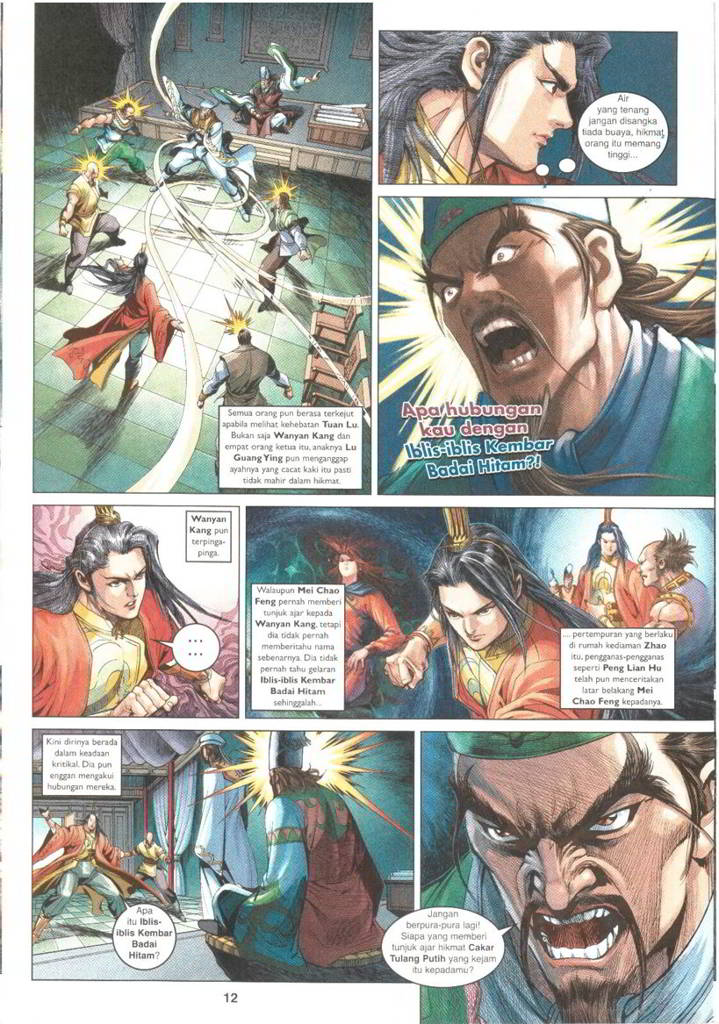 Semua orang pun berasa terkejut
apabila melihat kehebatan Tuan Lu.
Bukan saja Wanyan Kang dan
empat orang ketua itu, anaknya Lu
Guang Ying pun menganggap
ayahnya yang cacat kaki itu pasti
tidak mahir dalam hikmat.
Air
yang tenang
jangan disangka
tiada buaya, hikmat
orang itu memang
tinggi...
Apa hubungan
kau dengan
Iblis-iblis Kembar
Badai Hitam?!
Wanyan
Kang pun
terpinga-
pinga.
...
...
Walaupun Mei Chao
Feng pernah memberi
tunjuk ajar kepada
Wanyan Kang, tetapi
dia tidak pernah
memberitahu nama
sebenarnya. Dia tidak
pernah tahu gelaran
Iblis-iblis Kembar
Badai Hitam
sehinggalah...
.... pertempuran yang berlaku
di rumah kediaman Zhao
itu, pengganas-pengganas
seperti Peng Lian Hu
telah pun menceritakan
latar belakang Mei
Chao Feng kepadanya.
Kini dirinya berada
dalam keadaan
kritikal. Dia pun
enggan mengakui
hubungan mereka.
Apa
itu Iblis-
iblis Kembar
Badai
Hitam?
Jangan
berpura-pura lagi!
Siapa yang memberi
tunjuk ajar hikmat Cakar
Tulang Putih yang kejam
itu kepadamu?
12